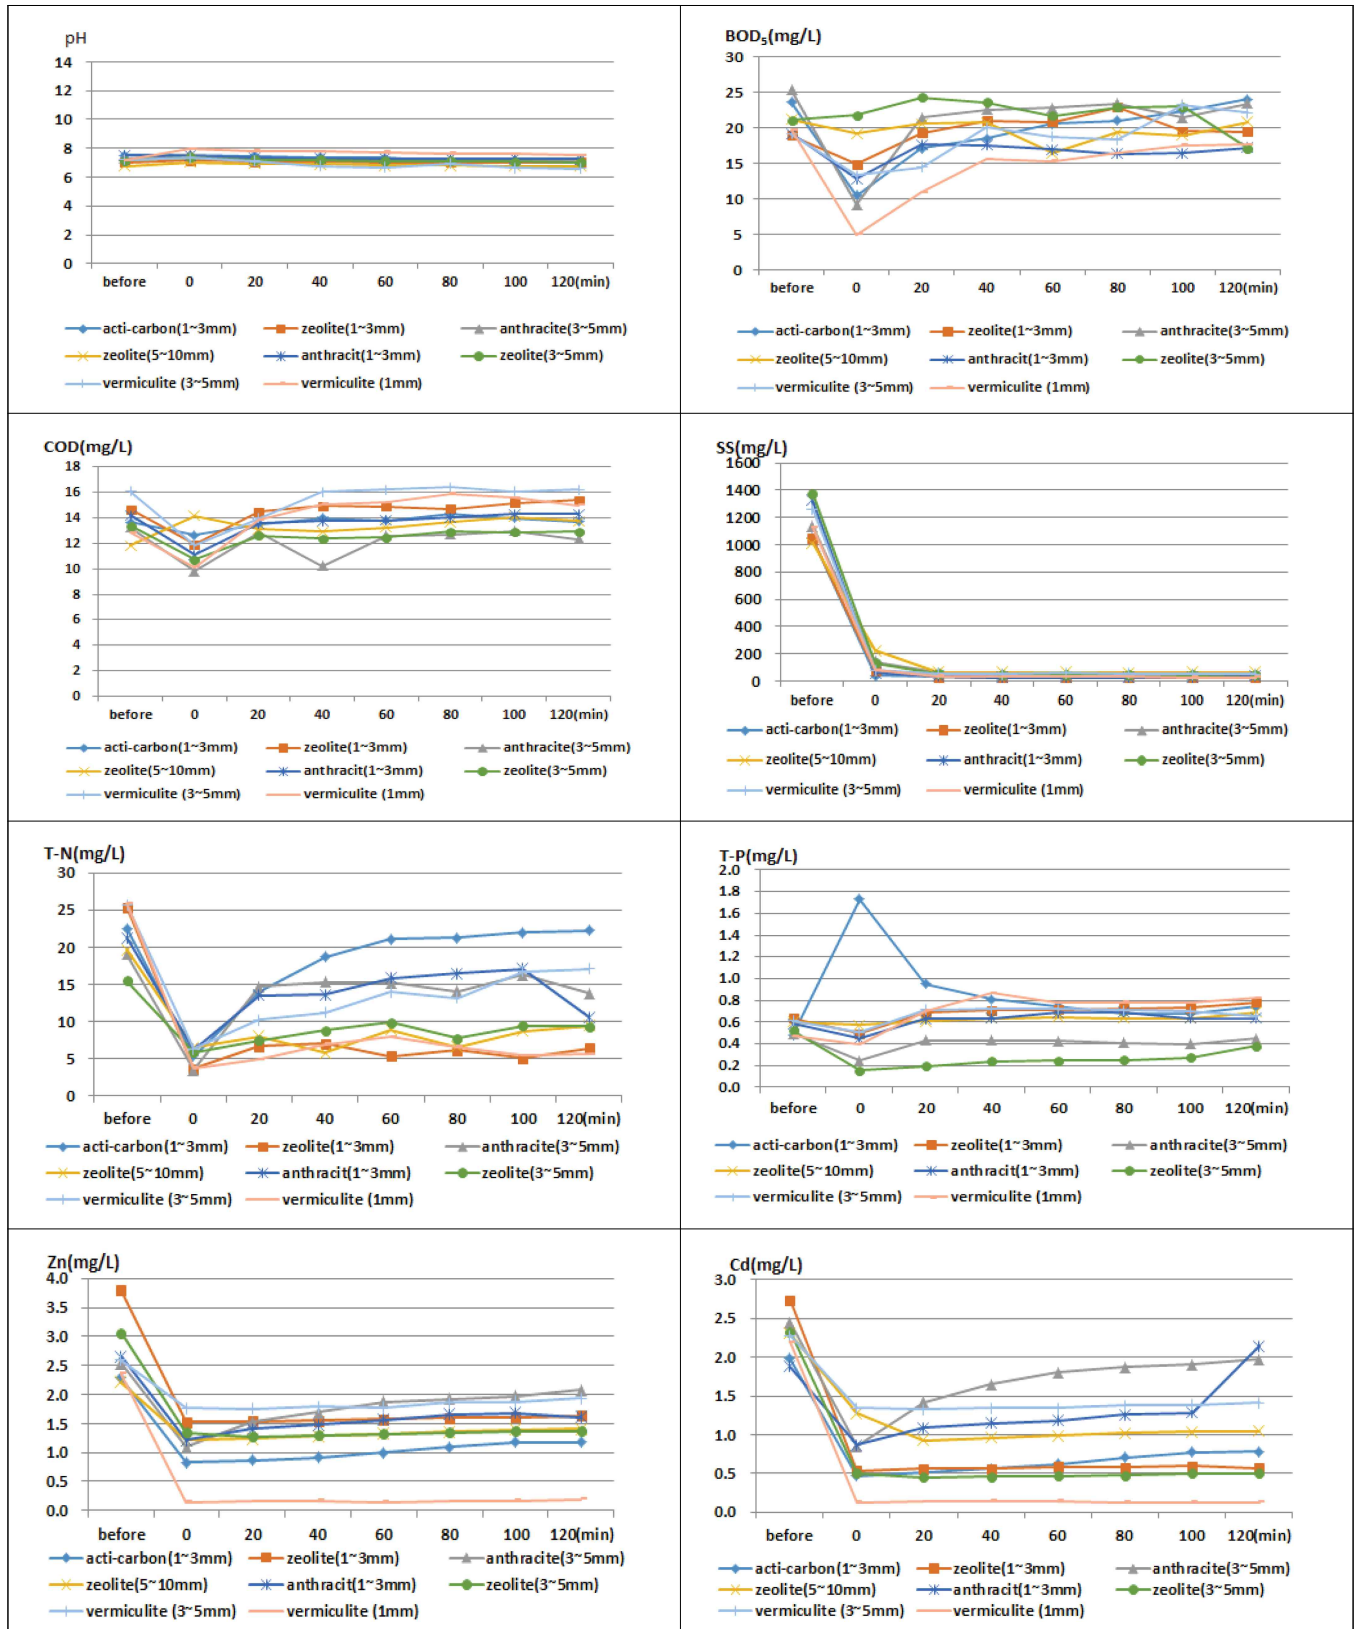 pH
14
12
10
8
6
4
2
0
before 0 20 40 60 80 100 120(min)
acti-carbon(1~3mm) zeolite(1~3mm) anthracite(3~5mm)
zeolite(5~10mm) anthracit(1~3mm) zeolite(3~5mm)
vermiculite (3~5mm) vermiculite (1mm)
BOD₅(mg/L)
30
25
20
15
10
5
0
before 0 20 40 60 80 100 120(min)
acti-carbon(1~3mm) zeolite(1~3mm) anthracite(3~5mm)
zeolite(5~10mm) anthracit(1~3mm) zeolite(3~5mm)
vermiculite (3~5mm) vermiculite (1mm)
COD(mg/L)
18
16
14
12
10
8
6
4
2
0
before 0 20 40 60 80 100 120(min)
acti-carbon(1~3mm) zeolite(1~3mm) anthracite(3~5mm)
zeolite(5~10mm) anthracit(1~3mm) zeolite(3~5mm)
vermiculite (3~5mm) vermiculite (1mm)
SS(mg/L)
1600
1400
1200
1000
800
600
400
200
0
before 0 20 40 60 80 100 120(min)
acti-carbon(1~3mm) zeolite(1~3mm) anthracite(3~5mm)
zeolite(5~10mm) anthracit(1~3mm) zeolite(3~5mm)
vermiculite (3~5mm) vermiculite (1mm)
T-N(mg/L)
30
25
20
15
10
5
0
before 0 20 40 60 80 100 120(min)
acti-carbon(1~3mm) zeolite(1~3mm) anthracite(3~5mm)
zeolite(5~10mm) anthracit(1~3mm) zeolite(3~5mm)
vermiculite (3~5mm) vermiculite (1mm)
T-P(mg/L)
2.0
1.8
1.6
1.4
1.2
1.0
0.8
0.6
0.4
0.2
0.0
before 0 20 40 60 80 100 120(min)
acti-carbon(1~3mm) zeolite(1~3mm) anthracite(3~5mm)
zeolite(5~10mm) anthracit(1~3mm) zeolite(3~5mm)
vermiculite (3~5mm) vermiculite (1mm)
Zn(mg/L)
4.0
3.5
3.0
2.5
2.0
1.5
1.0
0.5
0.0
before 0 20 40 60 80 100 120(min)
acti-carbon(1~3mm) zeolite(1~3mm) anthracite(3~5mm)
zeolite(5~10mm) anthracit(1~3mm) zeolite(3~5mm)
vermiculite (3~5mm) vermiculite (1mm)
Cd(mg/L)
3.0
2.5
2.0
1.5
1.0
0.5
0.0
before 0 20 40 60 80 100 120(min)
acti-carbon(1~3mm) zeolite(1~3mm) anthracite(3~5mm)
zeolite(5~10mm) anthracit(1~3mm) zeolite(3~5mm)
vermiculite (3~5mm) vermiculite (1mm)